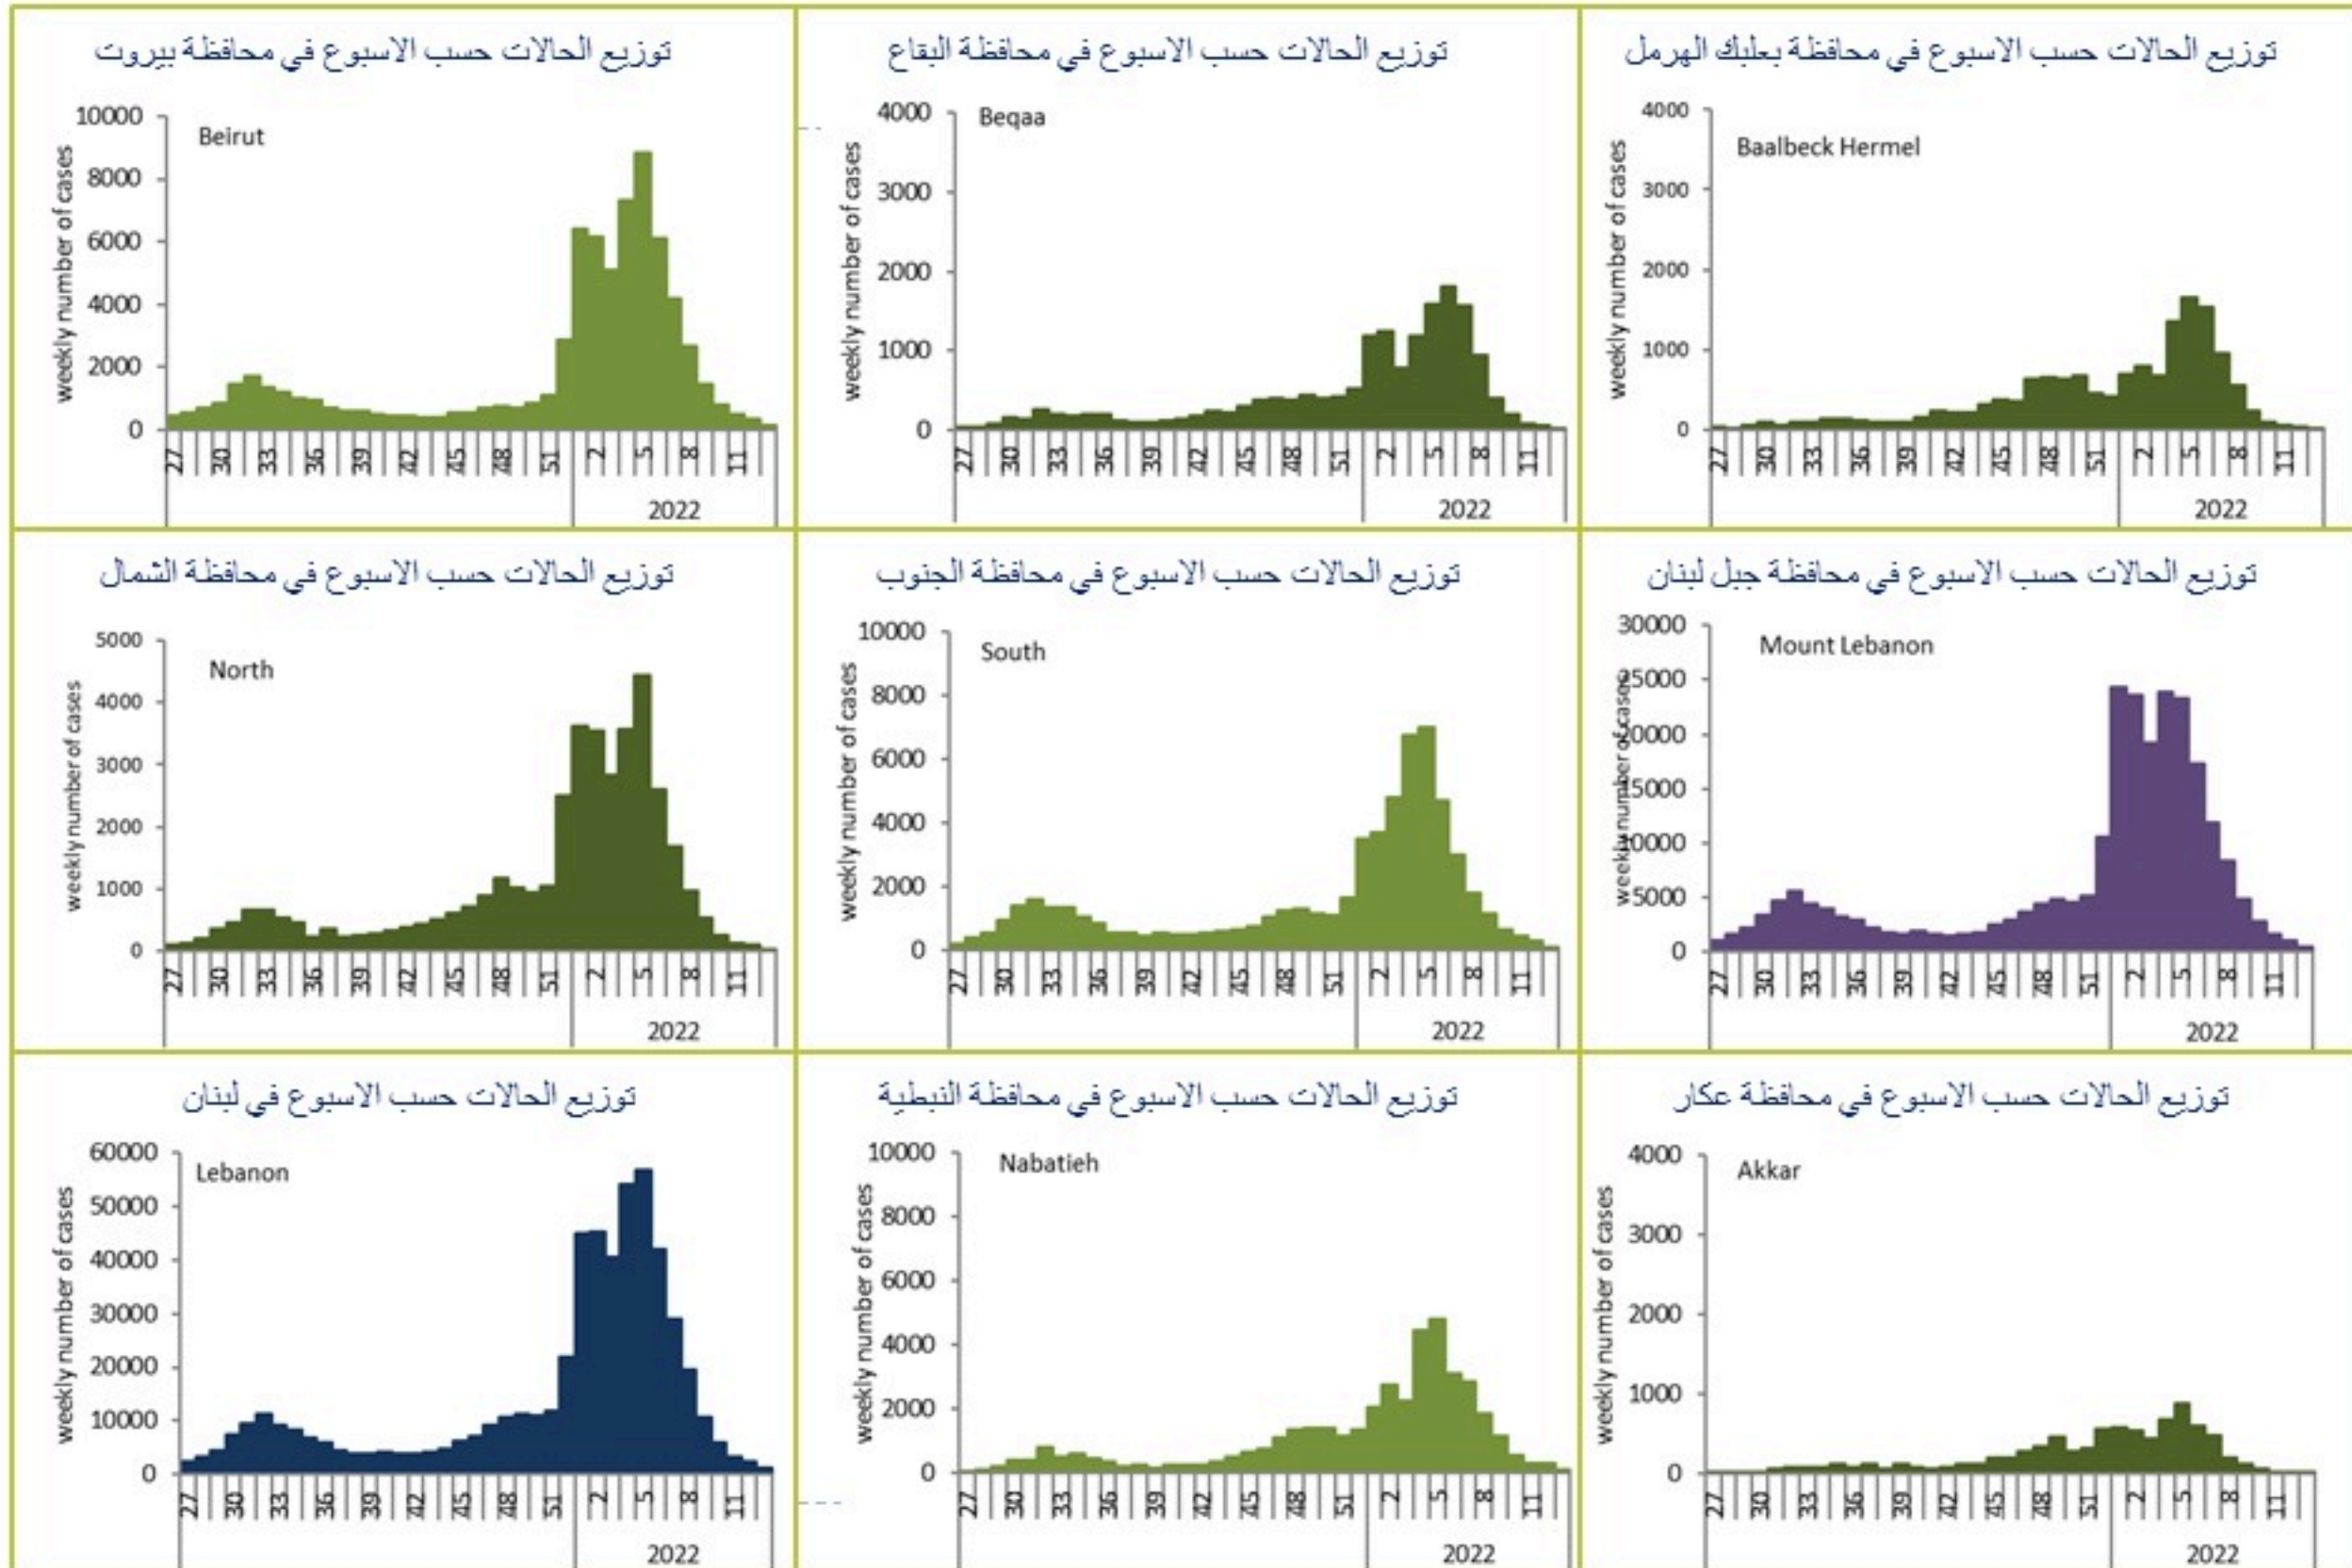 توزيع الحالات حسب الاسبوع في محافظة بيروت
Beirut
weekly number of cases
10000
8000
6000
4000
2000
0
27 30 33 36 39 42 45 48 51 2 5 8 11
2022
توزيع الحالات حسب الاسبوع في محافظة البقاع
Beqaa
weekly number of cases
4000
3000
2000
1000
0
27 30 33 36 39 42 45 48 51 2 5 8 11
2022
توزيع الحالات حسب الاسبوع في محافظة بعلبك الهرمل
Baalbeck Hermel
weekly number of cases
4000
3000
2000
1000
0
27 30 33 36 39 42 45 48 51 2 5 8 11
2022
توزيع الحالات حسب الاسبوع في محافظة الشمال
North
weekly number of cases
5000
4000
3000
2000
1000
0
27 30 33 36 39 42 45 48 51 2 5 8 11
2022
توزيع الحالات حسب الاسبوع في محافظة الجنوب
South
weekly number of cases
10000
8000
6000
4000
2000
0
27 30 33 36 39 42 45 48 51 2 5 8 11
2022
توزيع الحالات حسب الاسبوع في محافظة جبل لبنان
Mount Lebanon
weekly number of cases
30000
25000
20000
15000
10000
5000
0
27 30 33 36 39 42 45 48 51 2 5 8 11
2022
توزيع الحالات حسب الاسبوع في لبنان
Lebanon
weekly number of cases
60000
50000
40000
30000
20000
10000
0
27 30 33 36 39 42 45 48 51 2 5 8 11
2022
توزيع الحالات حسب الاسبوع في محافظة النبطية
Nabatieh
weekly number of cases
10000
8000
6000
4000
2000
0
27 30 33 36 39 42 45 48 51 2 5 8 11
2022
توزيع الحالات حسب الاسبوع في محافظة عكار
Akkar
weekly number of cases
4000
3000
2000
1000
0
27 30 33 36 39 42 45 48 51 2 5 8 11
2022